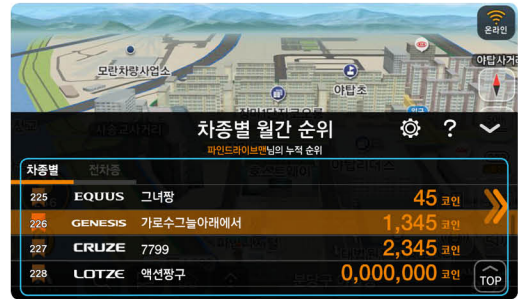 온라인
모란차량사업소
야탑사거리
야탑초
차종별 월간 순위
?
파인드라이브맨님의 누적 순위
차종별 전차종
225 EQUUS 그녀짱 45 코인
226 GENESIS 가로수그늘아래에서 1,345 코인
227 CRUZE 7799 2,345 코인
228 LOTZE 액션짱구 0,000,000 코인
TOP